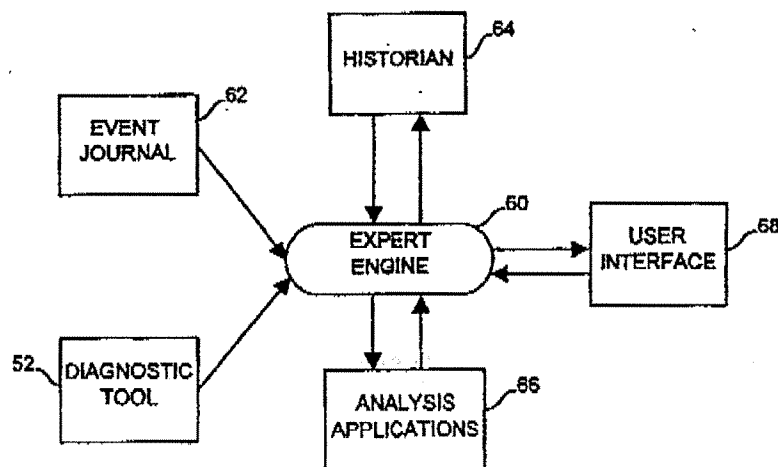 64
HISTORIAN
62
EVENT
JOURNAL
60
EXPERT
ENGINE
USER
INTERFACE
68
52
DIAGNOSTIC
TOOL
66
ANALYSIS
APPLICATIONS